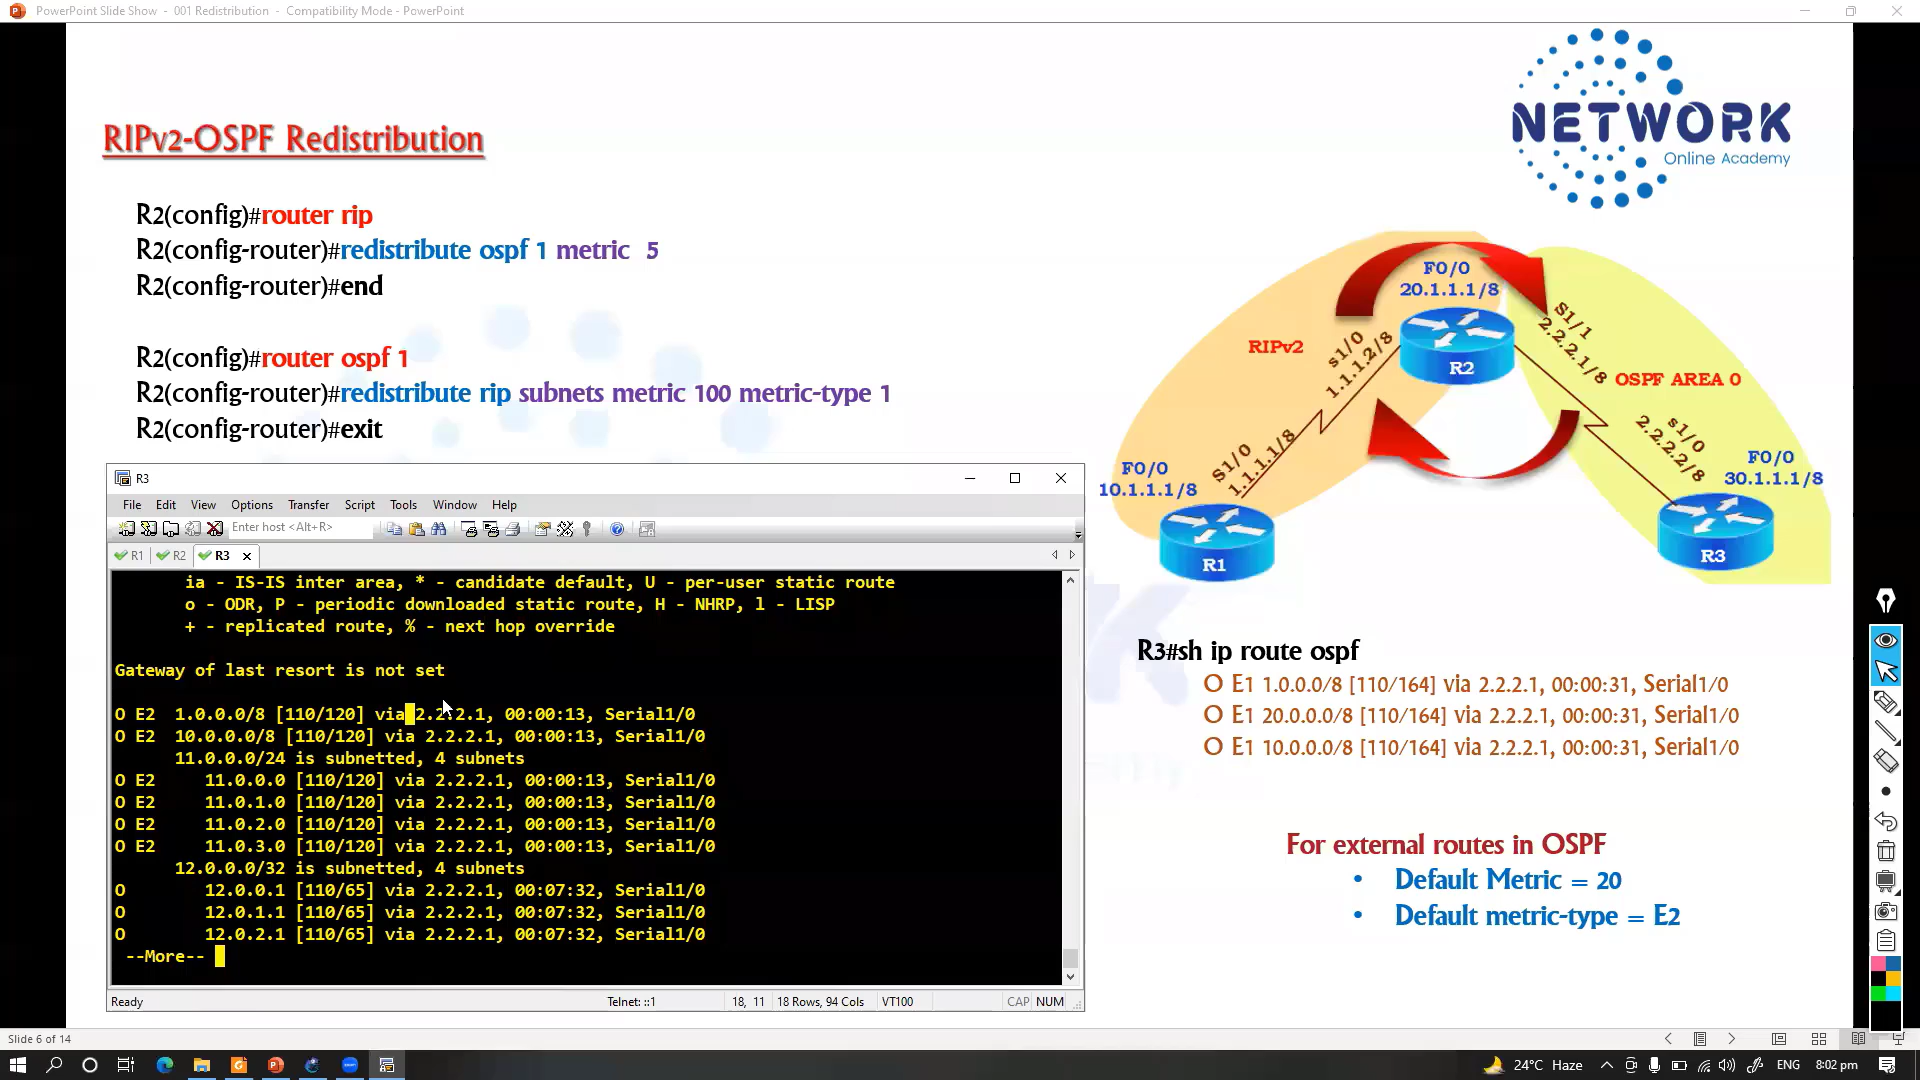 PowerPoint Slide Show - 001 Redistribution - Compatibility Mode - PowerPoint
NETWORK
Online Academy
RIPv2-OSPF Redistribution
R2(config)#router rip
R2(config-router)#redistribute ospf 1 metric 5
R2(config-router)#end
R2(config)#router ospf 1
R2(config-router)#redistribute rip subnets metric 100 metric-type 1
R2(config-router)#exit
F0/0
20.1.1.1/8
RIPv2
s1/0
1.1.1.2/8
R2
S1/1
2.2.2.1/8
OSPF AREA 0
F0/0
10.1.1.1/8
S1/0
1.1.1.1/8
R1
s1/0
2.2.2.2/8
F0/0
30.1.1.1/8
R3
R3
File Edit View Options Transfer Script Tools Window Help
Enter host <Alt+R>
R1 R2 R3
ia - IS-IS inter area, * - candidate default, U - per-user static route
o - ODR, P - periodic downloaded static route, H - NHRP, l - LISP
+ - replicated route, % - next hop override
Gateway of last resort is not set
O E2 1.0.0.0/8 [110/120] via 2.2.2.1, 00:00:13, Serial1/0
O E2 10.0.0.0/8 [110/120] via 2.2.2.1, 00:00:13, Serial1/0
11.0.0.0/24 is subnetted, 4 subnets
O E2 11.0.0.0 [110/120] via 2.2.2.1, 00:00:13, Serial1/0
O E2 11.0.1.0 [110/120] via 2.2.2.1, 00:00:13, Serial1/0
O E2 11.0.2.0 [110/120] via 2.2.2.1, 00:00:13, Serial1/0
O E2 11.0.3.0 [110/120] via 2.2.2.1, 00:00:13, Serial1/0
12.0.0.0/32 is subnetted, 4 subnets
O 12.0.0.1 [110/65] via 2.2.2.1, 00:07:32, Serial1/0
O 12.0.1.1 [110/65] via 2.2.2.1, 00:07:32, Serial1/0
O 12.0.2.1 [110/65] via 2.2.2.1, 00:07:32, Serial1/0
--More--
Ready Telnet: ::1 18, 11 18 Rows, 94 Cols VT100 CAP NUM
R3#sh ip route ospf
O E1 1.0.0.0/8 [110/164] via 2.2.2.1, 00:00:31, Serial1/0
O E1 20.0.0.0/8 [110/164] via 2.2.2.1, 00:00:31, Serial1/0
O E1 10.0.0.0/8 [110/164] via 2.2.2.1, 00:00:31, Serial1/0
For external routes in OSPF
• Default Metric = 20
• Default metric-type = E2
Slide 6 of 14
24°C Haze ENG 8:02 pm